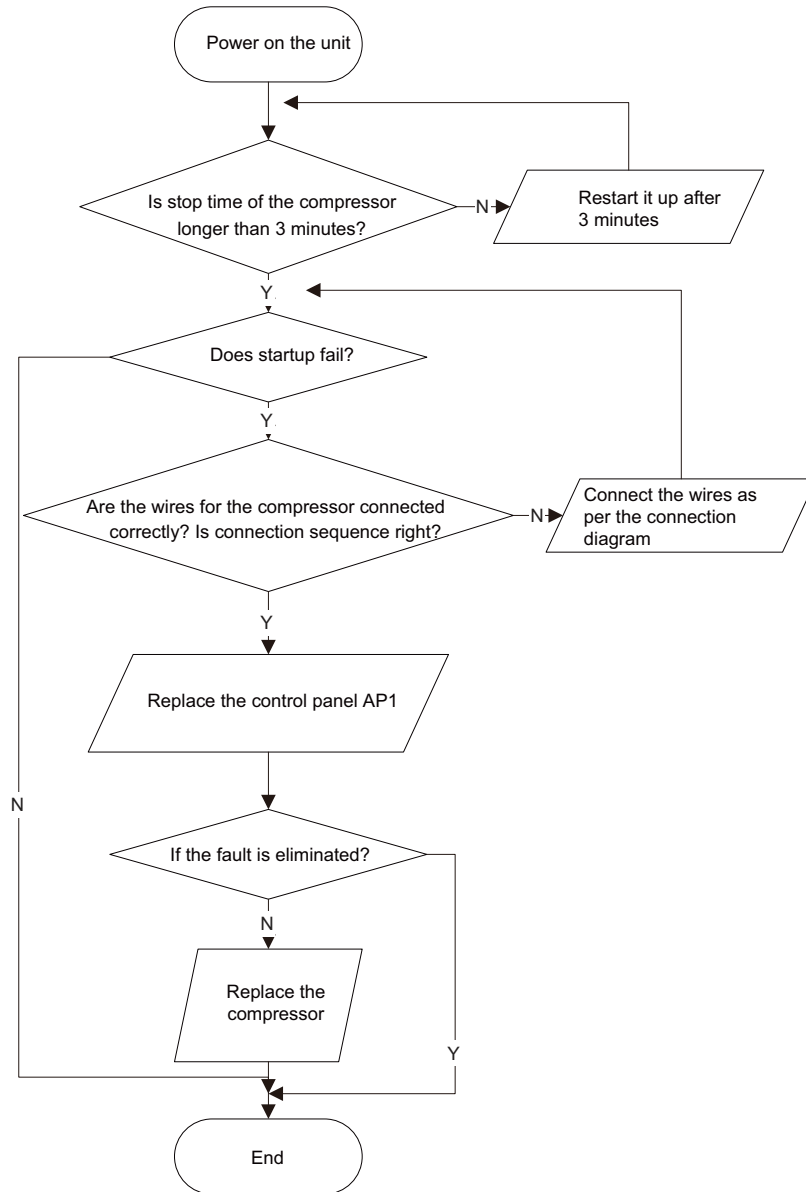 Power on the unit
Is stop time of the compressor
longer than 3 minutes?
N
Restart it up after
3 minutes
Y
Does startup fail?
Y
Are the wires for the compressor connected
correctly? Is connection sequence right?
N
Connect the wires as
per the connection
diagram
Y
Replace the control panel AP1
N
If the fault is eliminated?
N
Replace the
compressor
Y
End